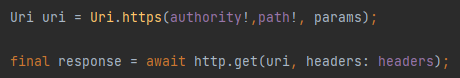 Uri uri = Uri.https(authority!,path!, params);
final response = await http.get(uri, headers: headers);